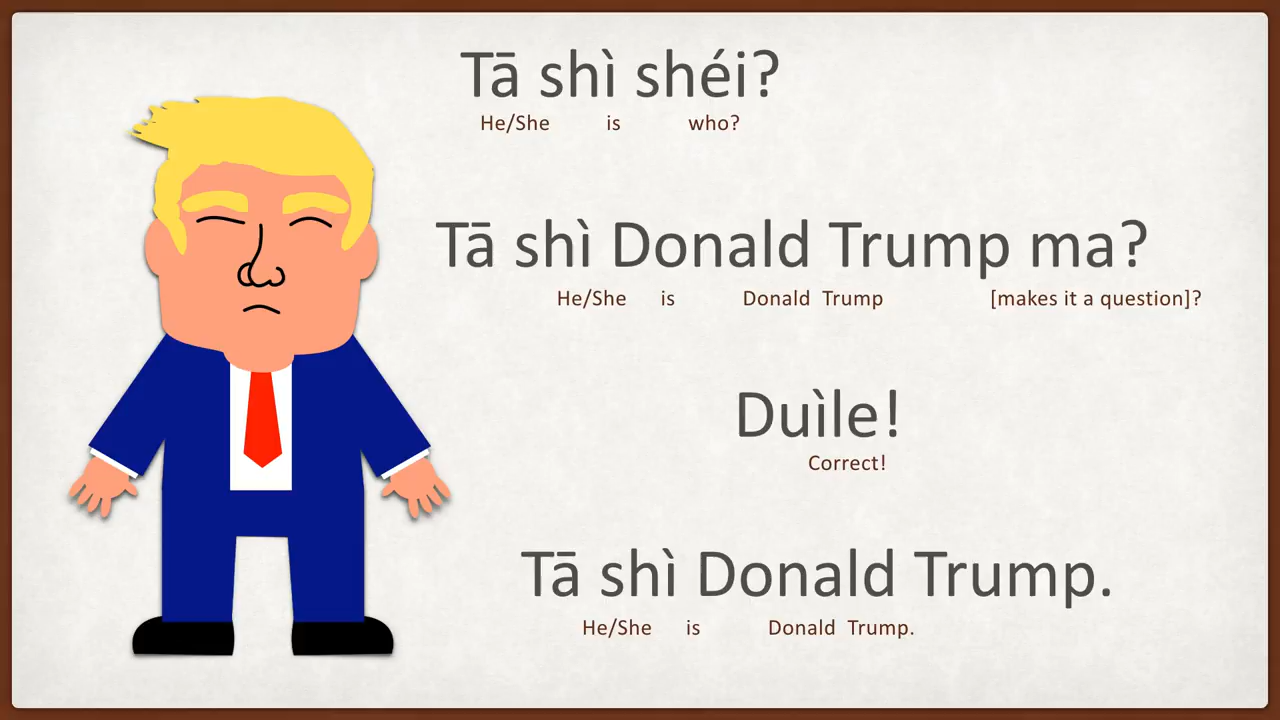 Tā shì shéi?
He/She is who?
Tā shì Donald Trump ma?
He/She is Donald Trump [makes it a question]?
Duìle!
Correct!
Tā shì Donald Trump.
He/She is Donald Trump.